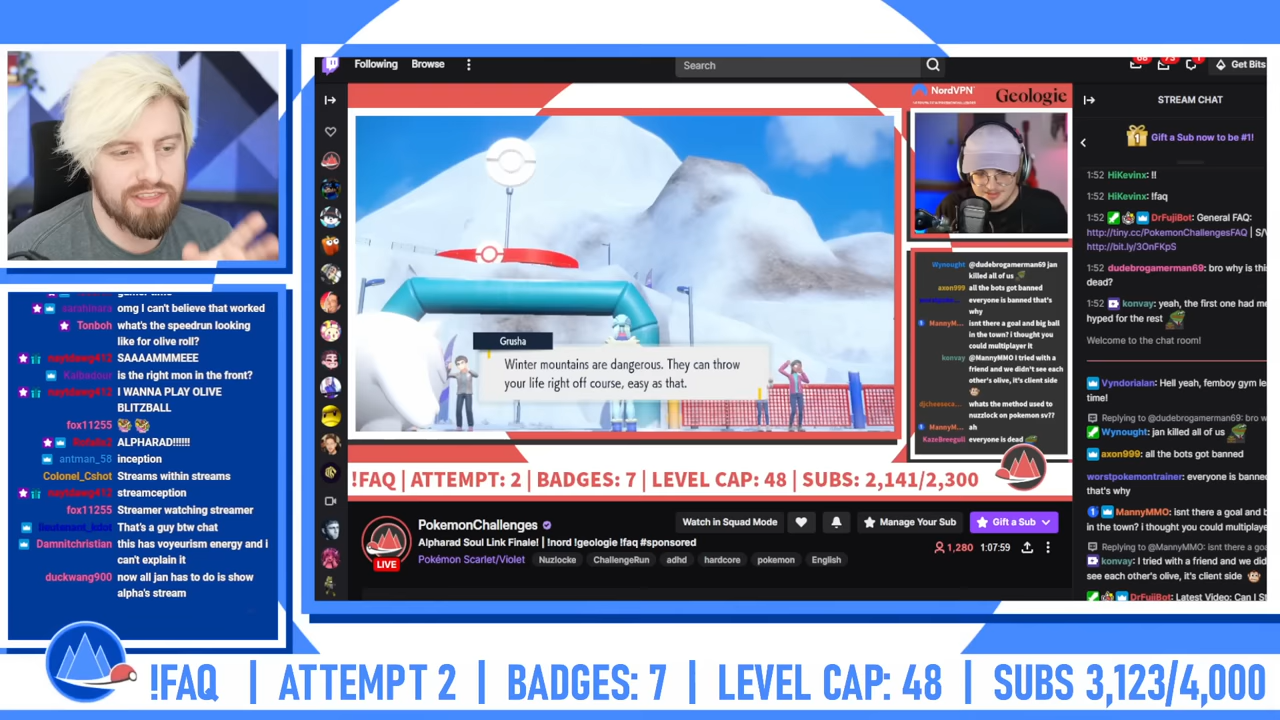 Following Browse
Search
68 73 1
Get Bits
NordVPN
Geologic
STREAM CHAT
1 Gift a Sub now to be #1!
omg I can't believe that worked
Tonboh what's the speedrun looking
like for olive roll?
naytdawg412 SAAAAMMMEEE
Kalbadour is the right mon in the front?
naytdawg412 I WANNA PLAY OLIVE
BLITZBALL
fox11255
ALPHARAD!!!!!!
antman_58 inception
Colonel_Cshot Streams within streams
naytdawg412 streamception
fox11255 Streamer watching streamer
That's a guy btw chat
Damnitchristian this has voyeurism energy and i
can't explain it
duckwang900 now all jan has to do is show
alpha's stream
Grusha
Winter mountains are dangerous. They can throw
your life right off course, easy as that.
Wynought @dudebrogamerman69 jan
killed all of us
axon999 all the bots got banned
everyone is banned that's
why
MannyM... isnt there a goal and big ball
in the town? i thought you could
multiplayer it
konvay @MannyMMO I tried with a
friend and we didn't see each
other's olive, it's client side
djcheeseca... whats the method used to
nuzzlock on pokemon sv??
MannyM... ah
KazeBreeguli everyone is dead
1:52 HiKevinx: !!
1:52 HiKevinx: !faq
1:52 DrFujiBot: General FAQ:
http://tiny.cc/PokemonChallengesFAQ | S/V
http://bit.ly/3OnFKpS
1:52 dudebrogamerman69: bro why is this
dead?
1:52 konvay: yeah, the first one had me
hyped for the rest
Welcome to the chat room!
Vyndorialan: Hell yeah, femboy gym le
time!
Replying to @dudebrogamerman69: bro w
Wynought: jan killed all of us
axon999: all the bots got banned
worstpokemontrainer: everyone is banne
that's why
MannyMMO: isnt there a goal and
in the town? i thought you could multiplaye
Replying to @MannyMMO: isnt there a goa
konvay: I tried with a friend and we didn't
see each other's olive, it's client side
DrFujiBot: Latest Video: Can I St
!FAQ | ATTEMPT: 2 | BADGES: 7 | LEVEL CAP: 48 | SUBS: 2,141/2,300
PokemonChallenges
Watch in Squad Mode
Manage Your Sub
Gift a Sub
Alpharad Soul Link Finale! | !nord !geologie !faq #sponsored
Pokémon Scarlet/Violet
Nuzlocke ChallengeRun adhd hardcore pokemon English
LIVE
1,280 1:07:59
!FAQ | ATTEMPT 2 | BADGES: 7 | LEVEL CAP: 48 | SUBS 3,123/4,000